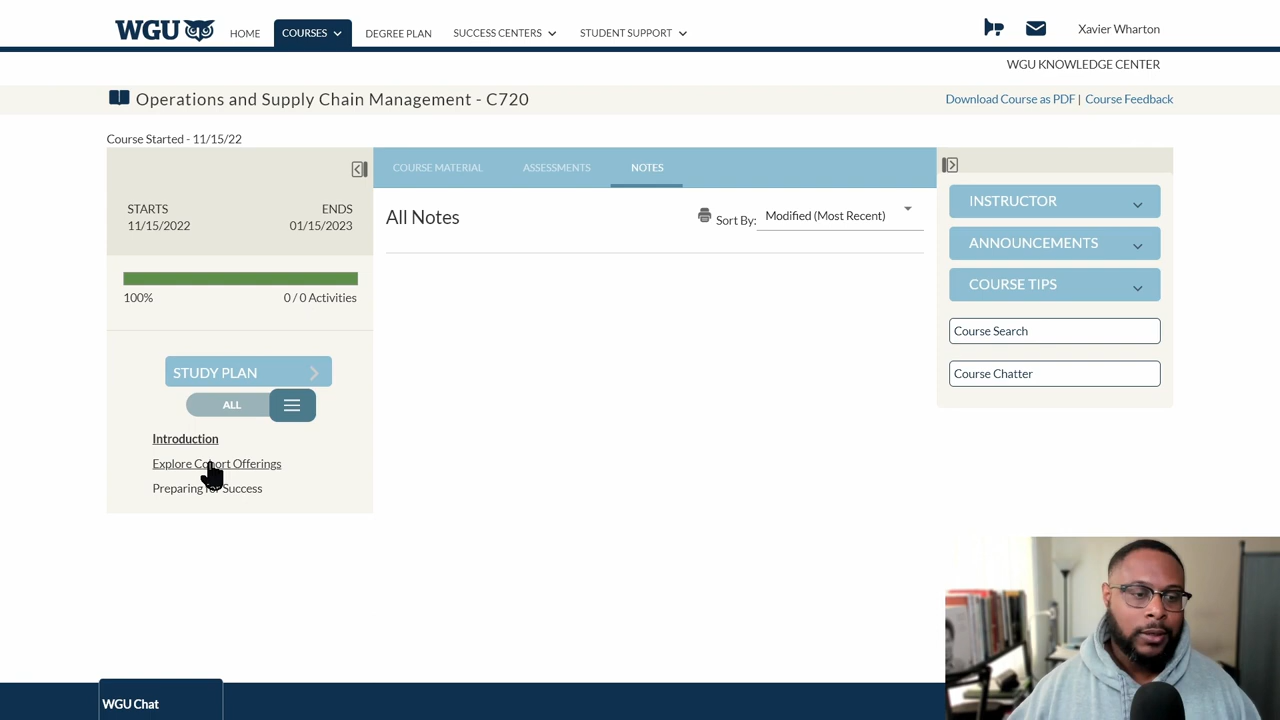 WGU
HOME
COURSES
DEGREE PLAN
SUCCESS CENTERS
STUDENT SUPPORT
Xavier Wharton
WGU KNOWLEDGE CENTER
Operations and Supply Chain Management - C720
Download Course as PDF | Course Feedback
Course Started - 11/15/22
STARTS
ENDS
11/15/2022
01/15/2023
100%
0 / 0 Activities
STUDY PLAN
ALL
Introduction
Explore Cohort Offerings
Preparing for Success
COURSE MATERIAL
ASSESSMENTS
NOTES
All Notes
Sort By: Modified (Most Recent)
INSTRUCTOR
ANNOUNCEMENTS
COURSE TIPS
Course Search
Course Chatter
WGU Chat